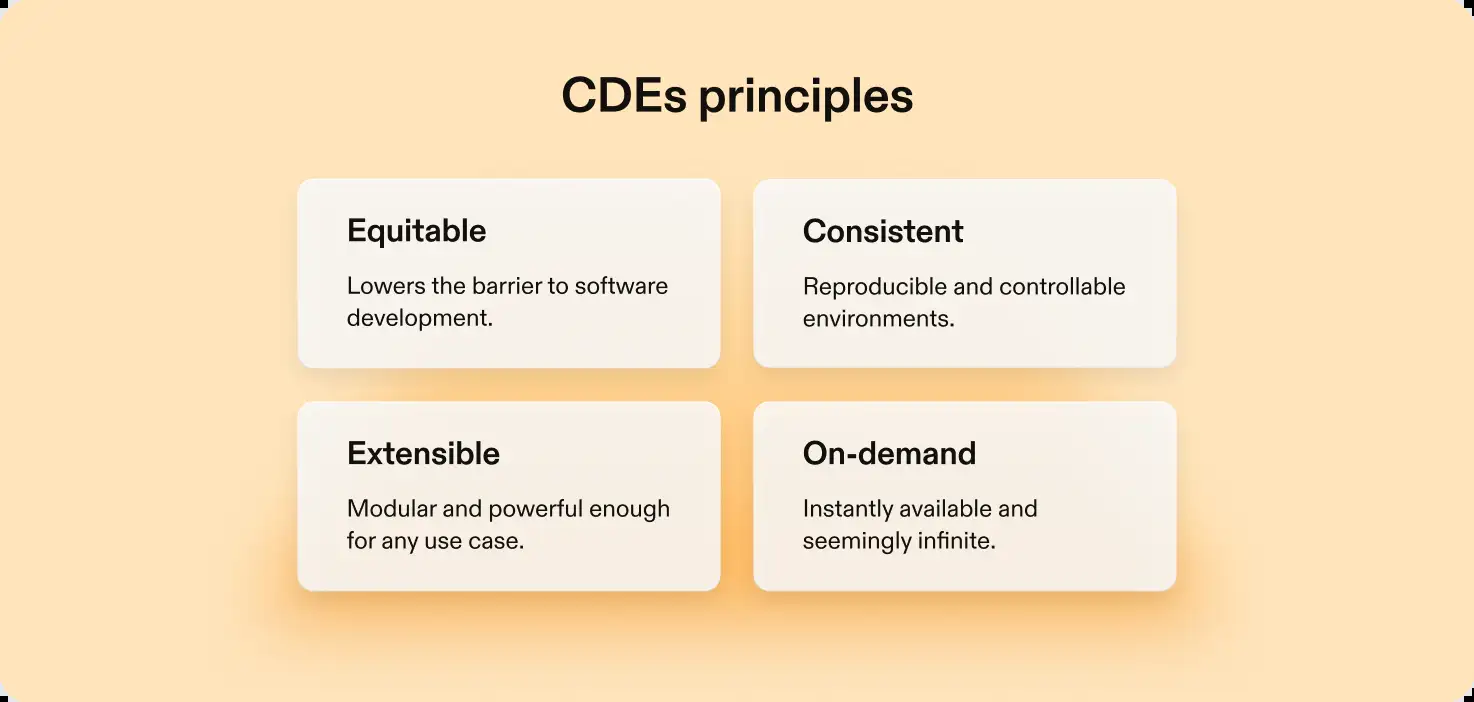 CDEs principles
Equitable
Lowers the barrier to software
development.
Consistent
Reproducible and controllable
environments.
Extensible
Modular and powerful enough
for any use case.
On-demand
Instantly available and
seemingly infinite.